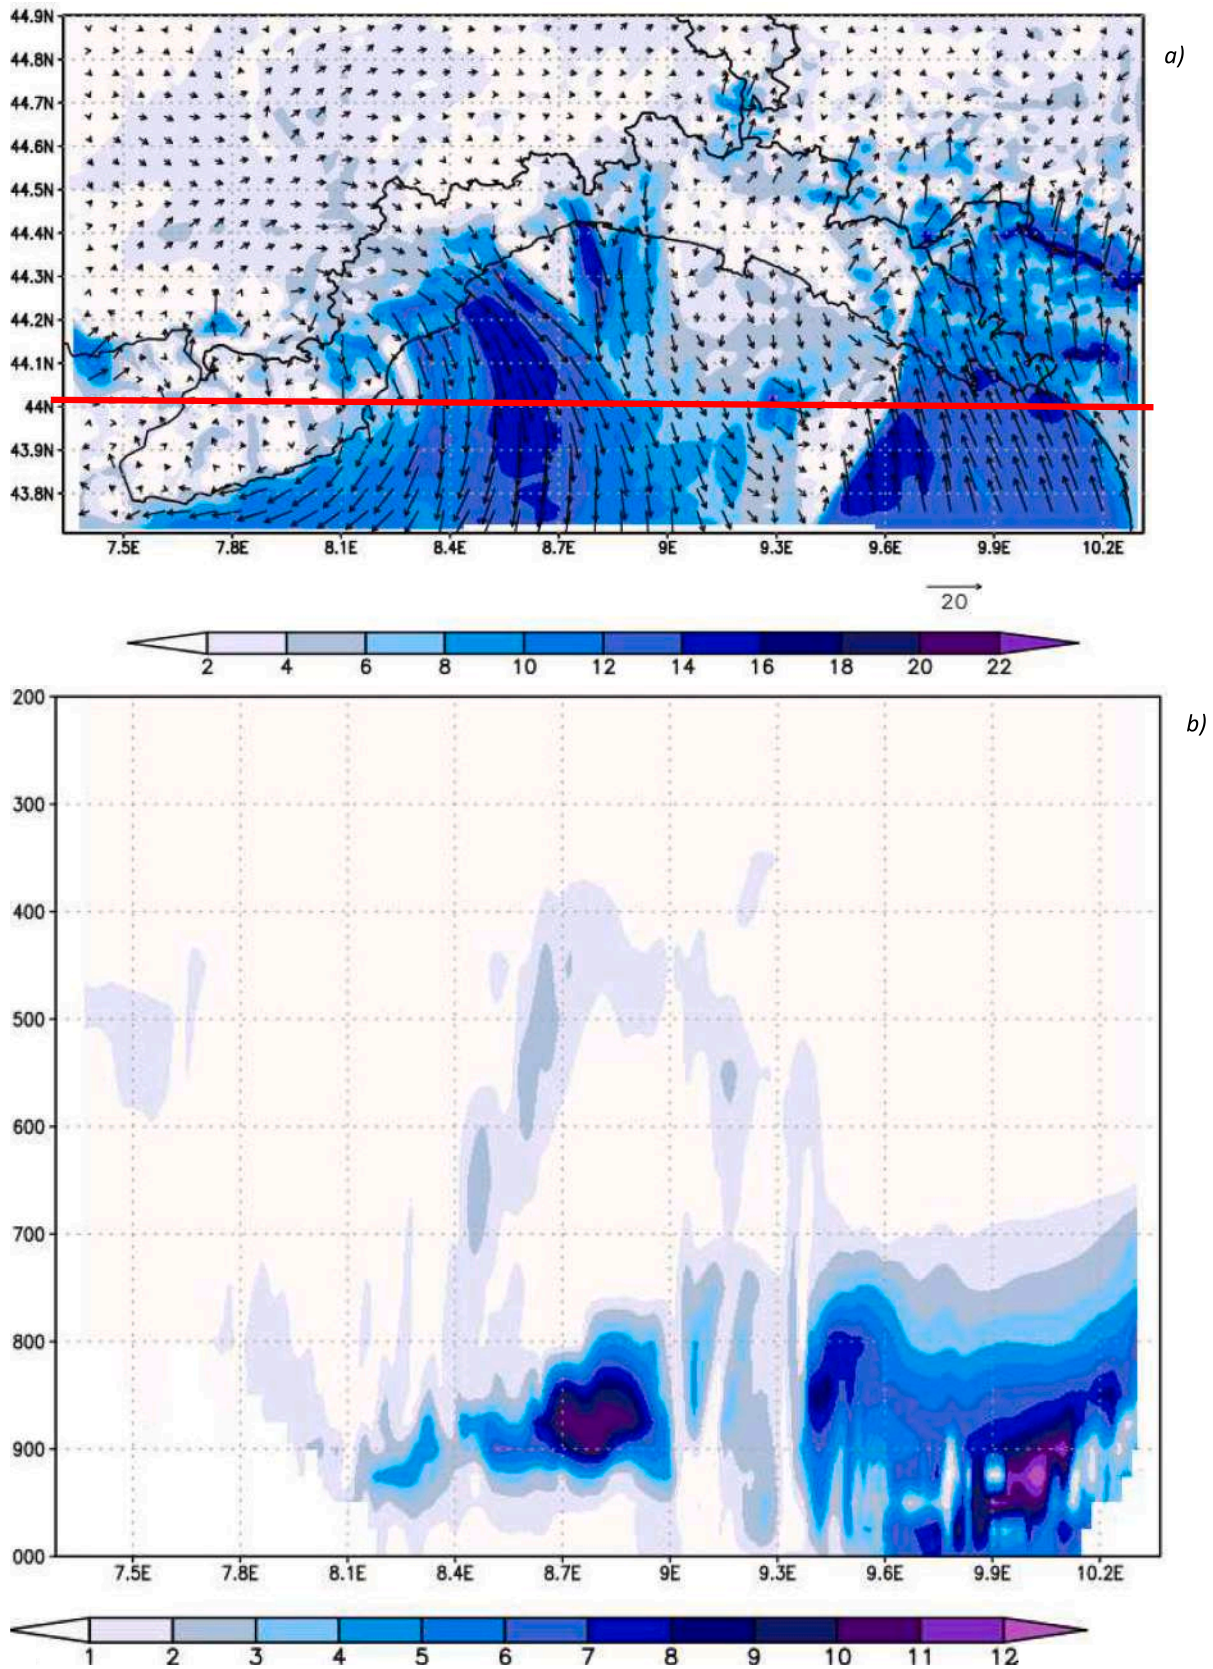 44.9N
a)
44.8N
44.7N
44.6N
44.5N
44.4N
44.3N
44.2N
44.1N
44N
43.9N
43.8N
7.5E 7.8E 8.1E 8.4E 8.7E 9E 9.3E 9.6E 9.9E 10.2E
20
2 4 6 8 10 12 14 16 18 20 22
200
b)
300
400
500
600
700
800
900
000
7.5E 7.8E 8.1E 8.4E 8.7E 9E 9.3E 9.6E 9.9E 10.2E
1 2 3 4 5 6 7 8 9 10 11 12